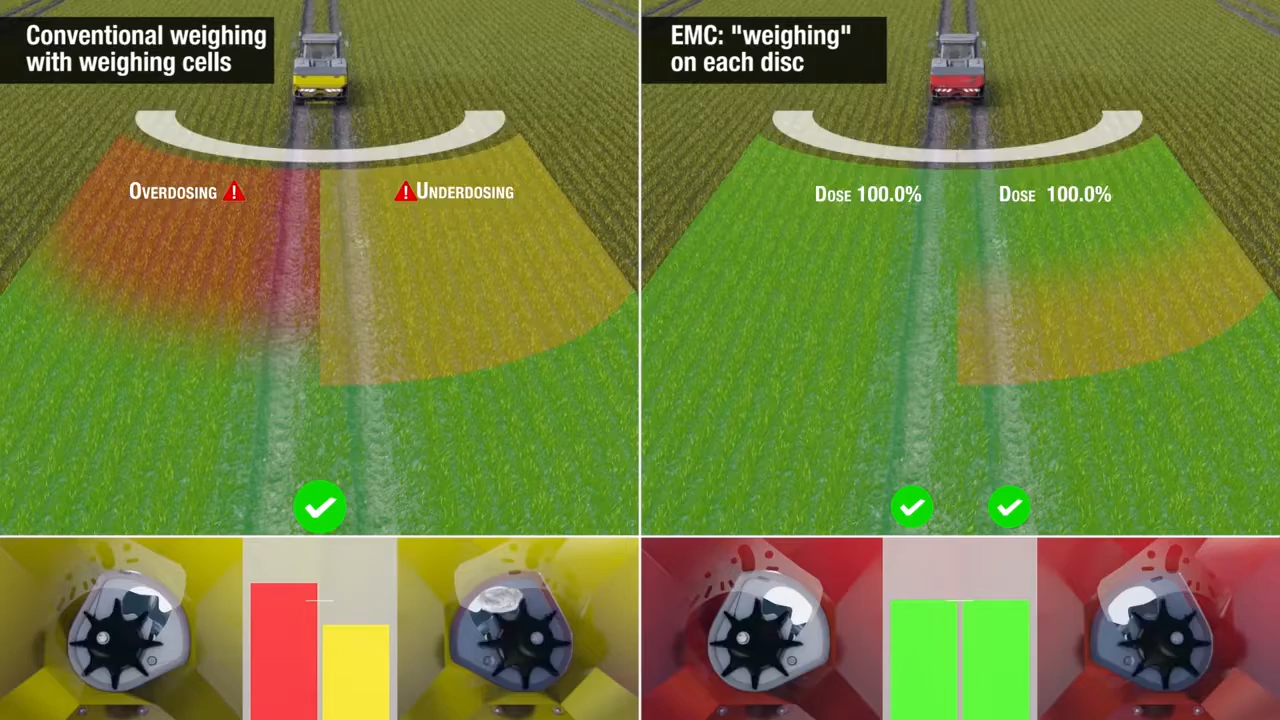 Conventional weighing
with weighing cells
EMC: "weighing"
on each disc
Overdosing
Underdosing
Dose 100.0%
Dose 100.0%